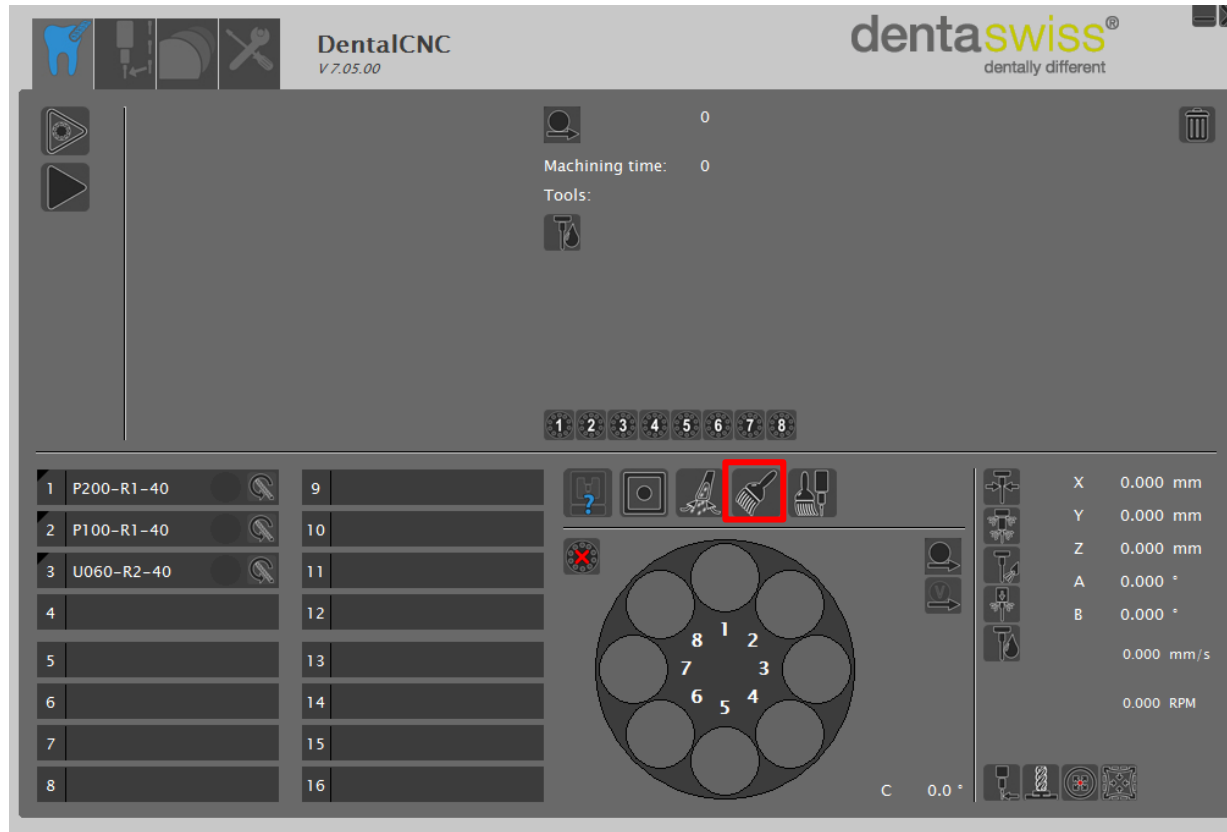 DentalCNC
V 7.05.00
dentaswiss®
dentally different
0
Machining time: 0
Tools:
1 2 3 4 5 6 7 8
1 P200-R1-40
2 P100-R1-40
3 U060-R2-40
4
5
6
7
8
9
10
11
12
13
14
15
16
?
1
2
3
4
5
6
7
8
V
C 0.0 °
X 0.000 mm
Y 0.000 mm
Z 0.000 mm
A 0.000 °
B 0.000 °
0.000 mm/s
0.000 RPM